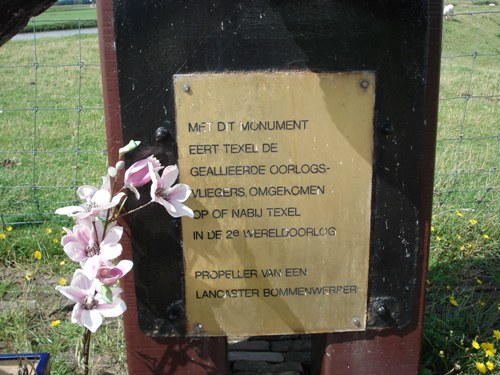 MET DIT MONUMENT
EERT TEXEL DE
GEALLIEERDE OORLOGS-
VLIEGERS, OMGEKOMEN
OP OF NABIJ TEXEL
IN DE 2e WERELDOORLOG
PROPELLER VAN EEN
LANCASTER BOMMENWERPER